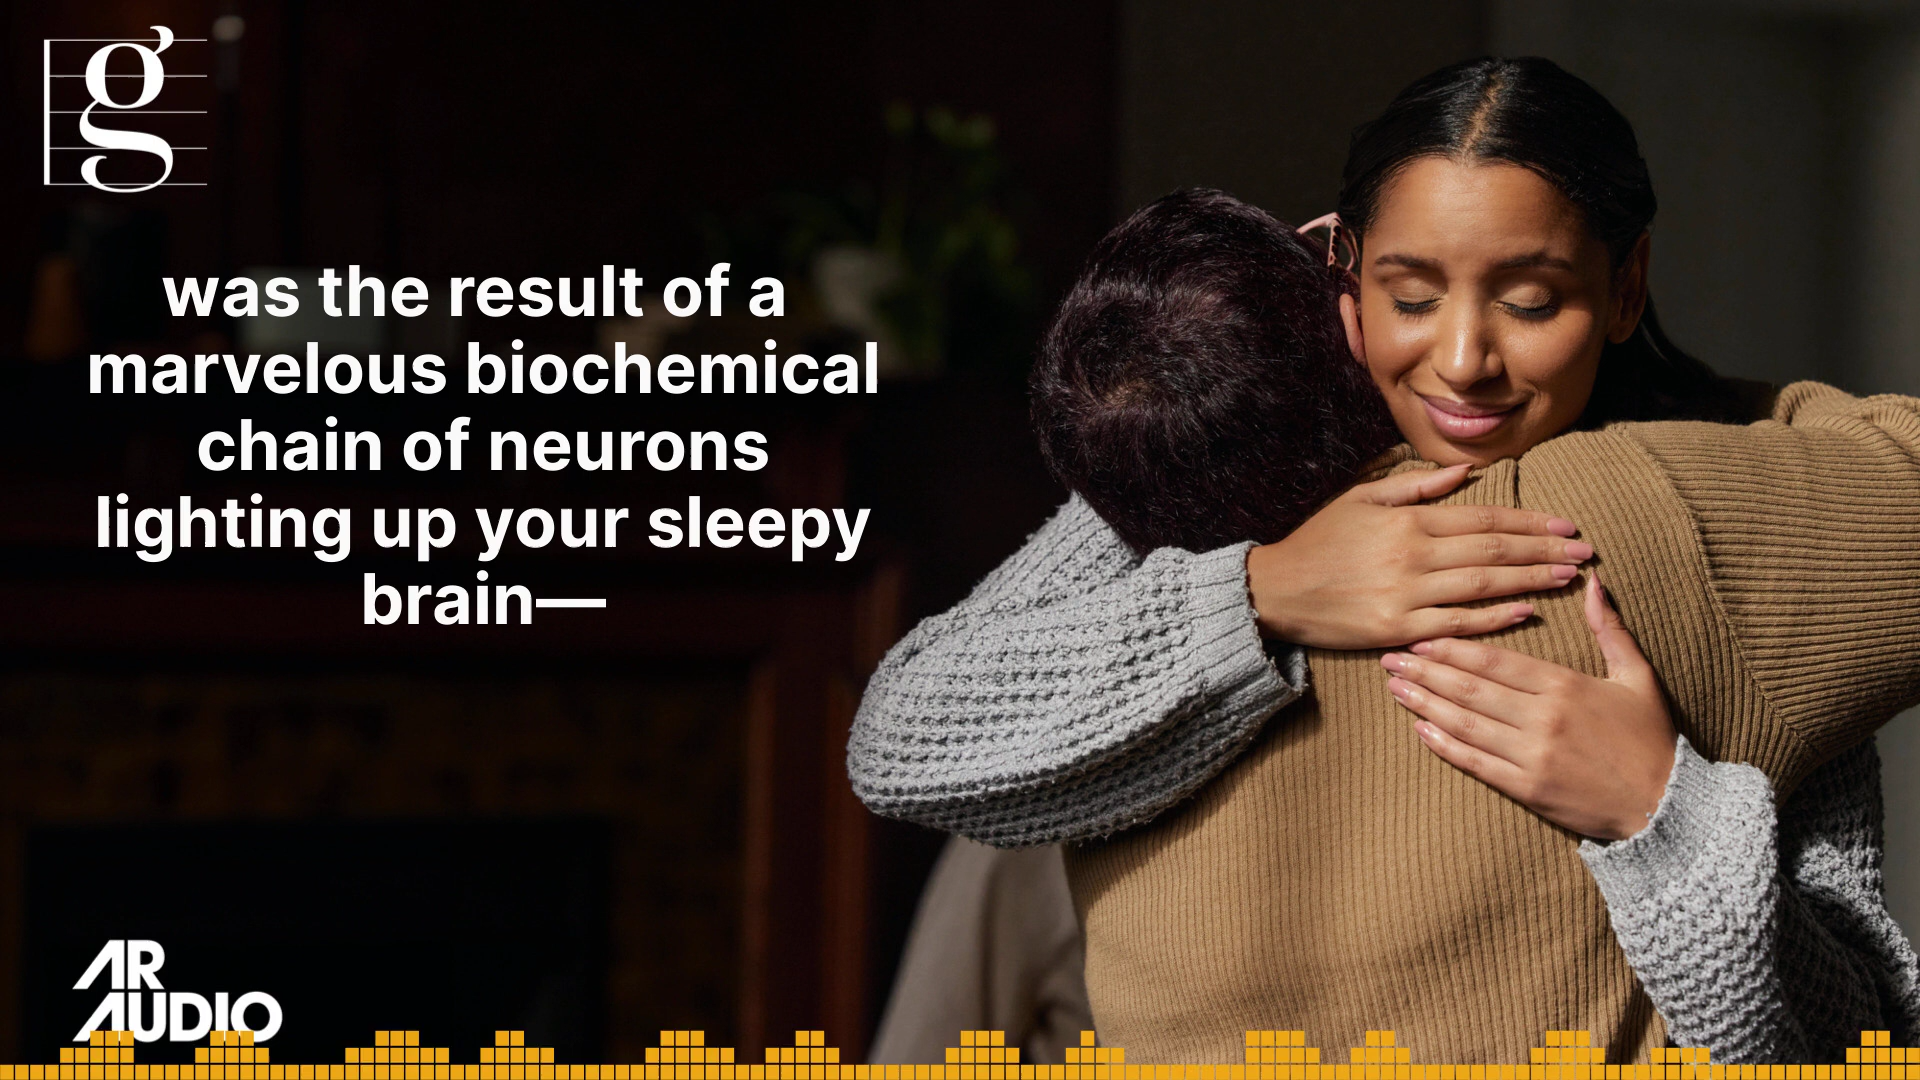 g
was the result of a
marvelous biochemical
chain of neurons
lighting up your sleepy
brain—
AR
AUDIO